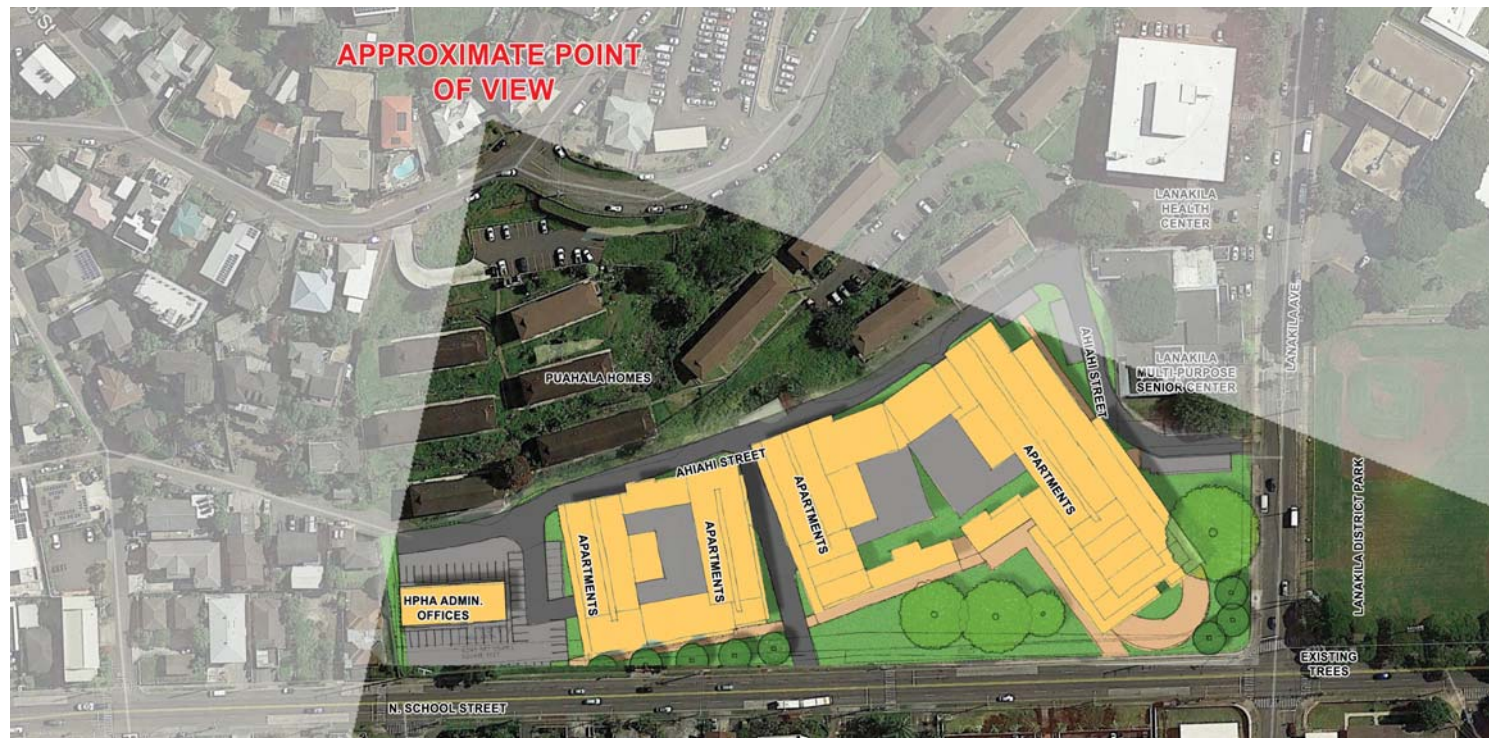 APPROXIMATE POINT
OF VIEW
LANAKILA
HEALTH
CENTER
LANAKILA AVE.
AHIAHI STREET
LANAKILA
MULTI-PURPOSE
SENIOR CENTER
PUAHALA HOMES
AHIAHI STREET
APARTMENTS
APARTMENTS
APARTMENTS
APARTMENTS
LANAKILA DISTRICT PARK
HPHA ADMIN.
OFFICES
EXISTING
TREES
N. SCHOOL STREET